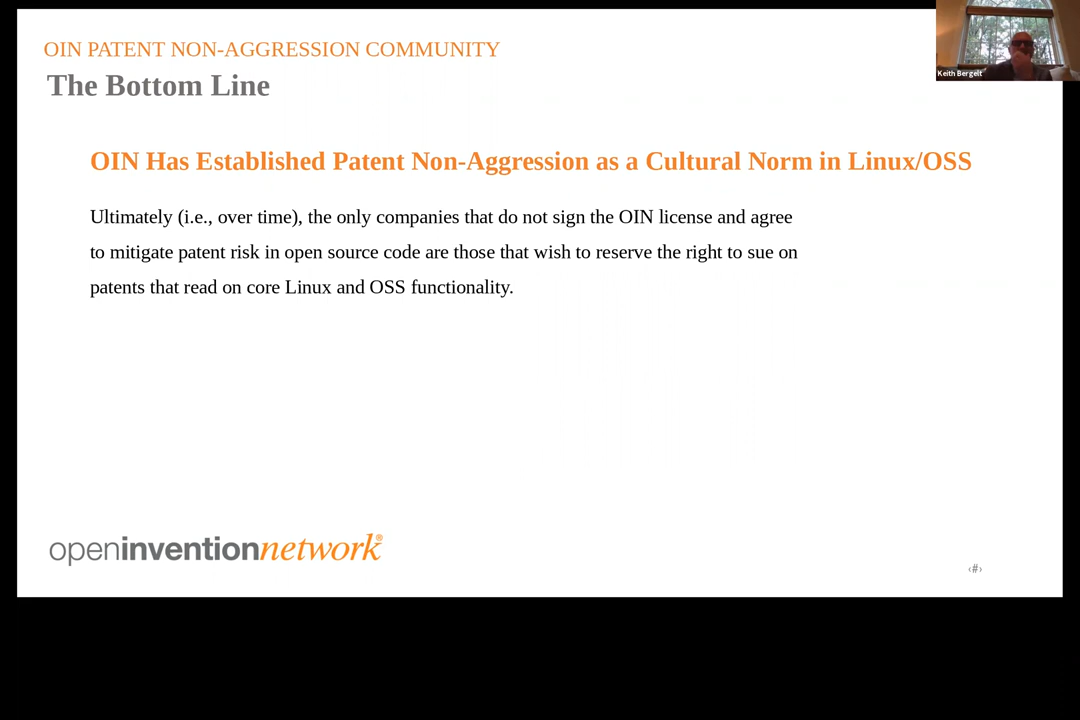 OIN PATENT NON-AGGRESSION COMMUNITY
The Bottom Line
Keith Bergelt
OIN Has Established Patent Non-Aggression as a Cultural Norm in Linux/OSS
Ultimately (i.e., over time), the only companies that do not sign the OIN license and agree
to mitigate patent risk in open source code are those that wish to reserve the right to sue on
patents that read on core Linux and OSS functionality.
openinventionnetwork®
‹#›